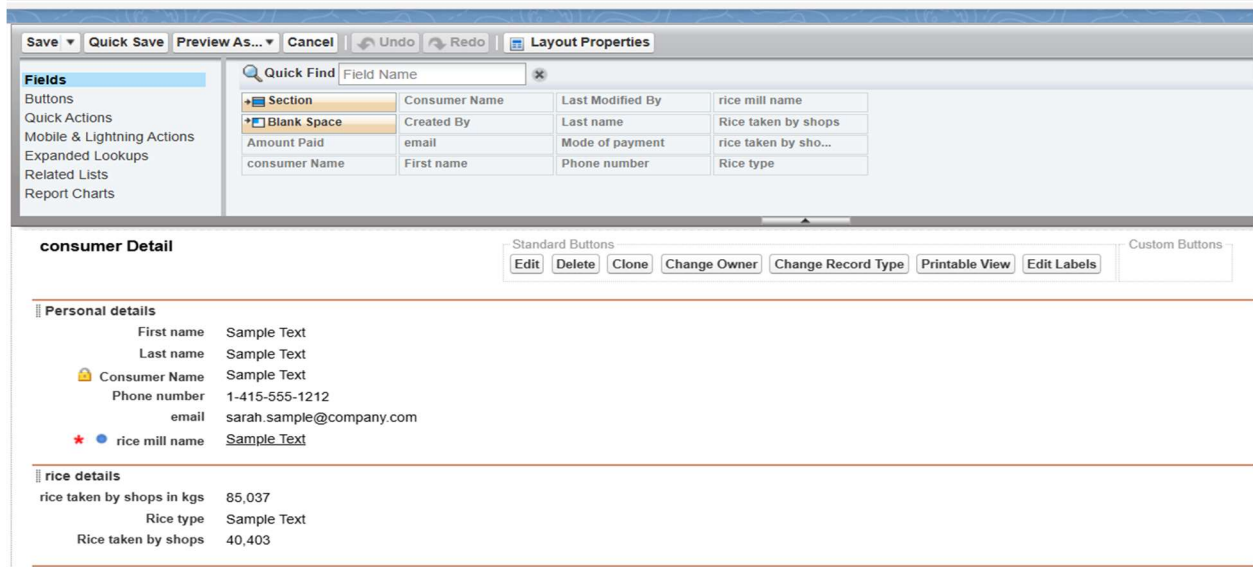 Save Quick Save Preview As... Cancel Undo Redo Layout Properties
Fields
Buttons
Quick Actions
Mobile & Lightning Actions
Expanded Lookups
Related Lists
Report Charts
Quick Find Field Name
Section Consumer Name Last Modified By rice mill name
Blank Space Created By Last name Rice taken by shops
Amount Paid email Mode of payment rice taken by sho...
consumer Name First name Phone number Rice type
consumer Detail
Standard Buttons
Edit Delete Clone Change Owner Change Record Type Printable View Edit Labels
Custom Buttons
Personal details
First name Sample Text
Last name Sample Text
Consumer Name Sample Text
Phone number 1-415-555-1212
email sarah.sample@company.com
* rice mill name Sample Text
rice details
rice taken by shops in kgs 85,037
Rice type Sample Text
Rice taken by shops 40,403